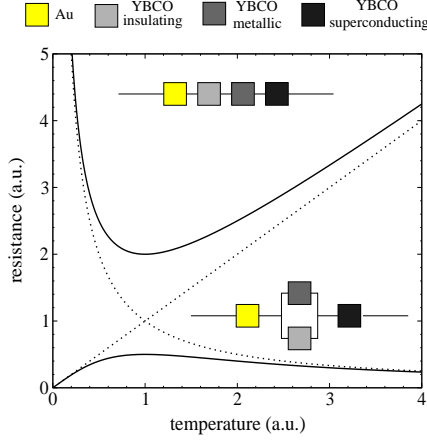 Au
YBCO
insulating
YBCO
metallic
YBCO
superconducting
5
4
3
2
1
0
resistance (a.u.)
0 1 2 3 4
temperature (a.u.)